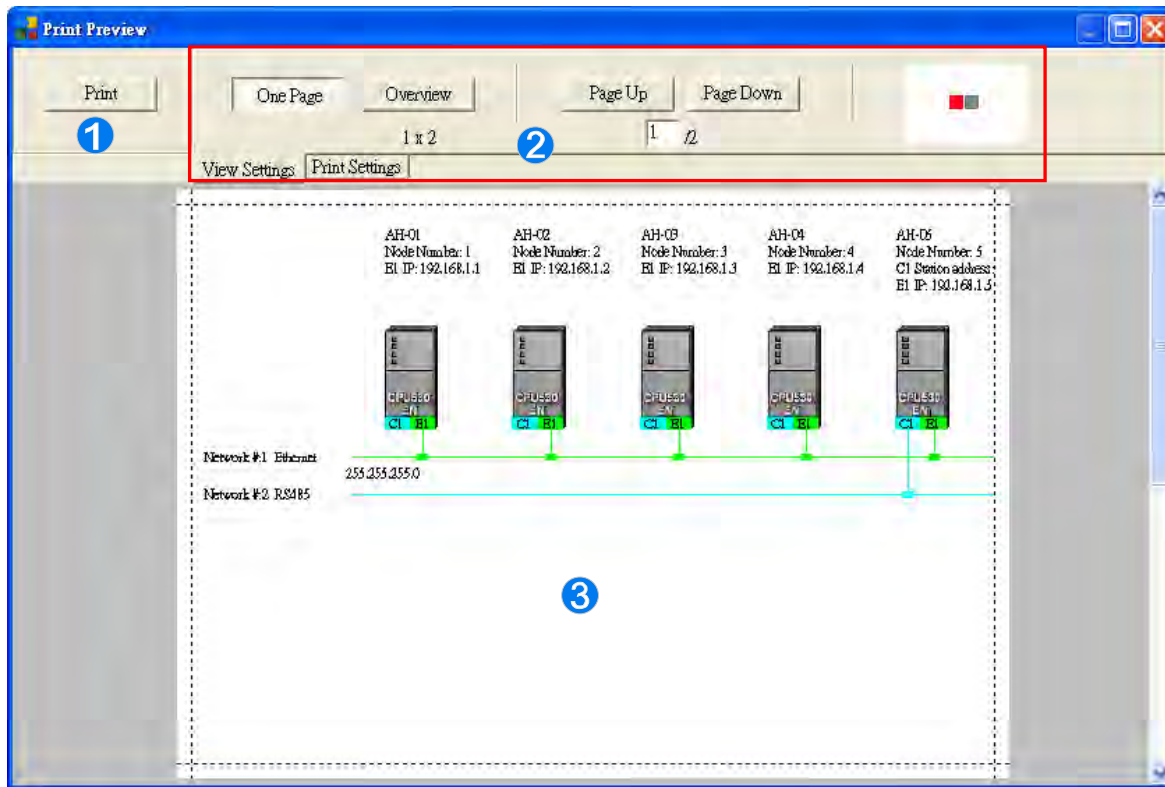 Print Preview
Print
One Page
Overview
Page Up
Page Down
1
1 x 2
1 /2
2
View Settings
Print Settings
AH-01
Node Number: 1
E1 IP: 192.168.1.1
AH-02
Node Number: 2
E1 IP: 192.168.1.2
AH-03
Node Number: 3
E1 IP: 192.168.1.3
AH-04
Node Number: 4
E1 IP: 192.168.1.4
AH-05
Node Number: 5
C1 Station address:
E1 IP: 192.168.1.5
CPU530
EN
C1 E1
CPU530
EN
C1 E1
CPU530
EN
C1 E1
CPU530
EN
C1 E1
CPU530
EN
C1 E1
Network #:1 Ethernet
255.255.255.0
Network #:2 RS485
3